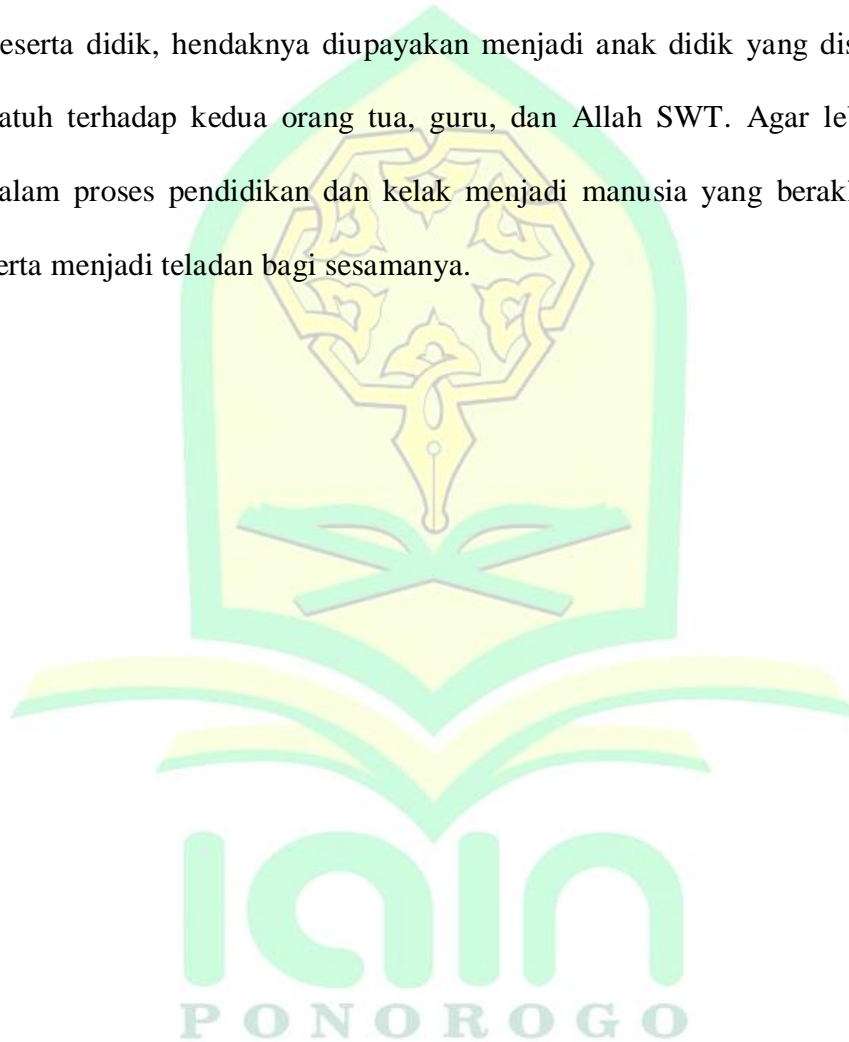 eserta didik, hendaknya diupayakan menjadi anak didik yang dis
atuh terhadap kedua orang tua, guru, dan Allah SWT. Agar le
alam proses pendidikan dan kelak menjadi manusia yang berak
erta menjadi teladan bagi sesamanya.
iain
PONOROGO